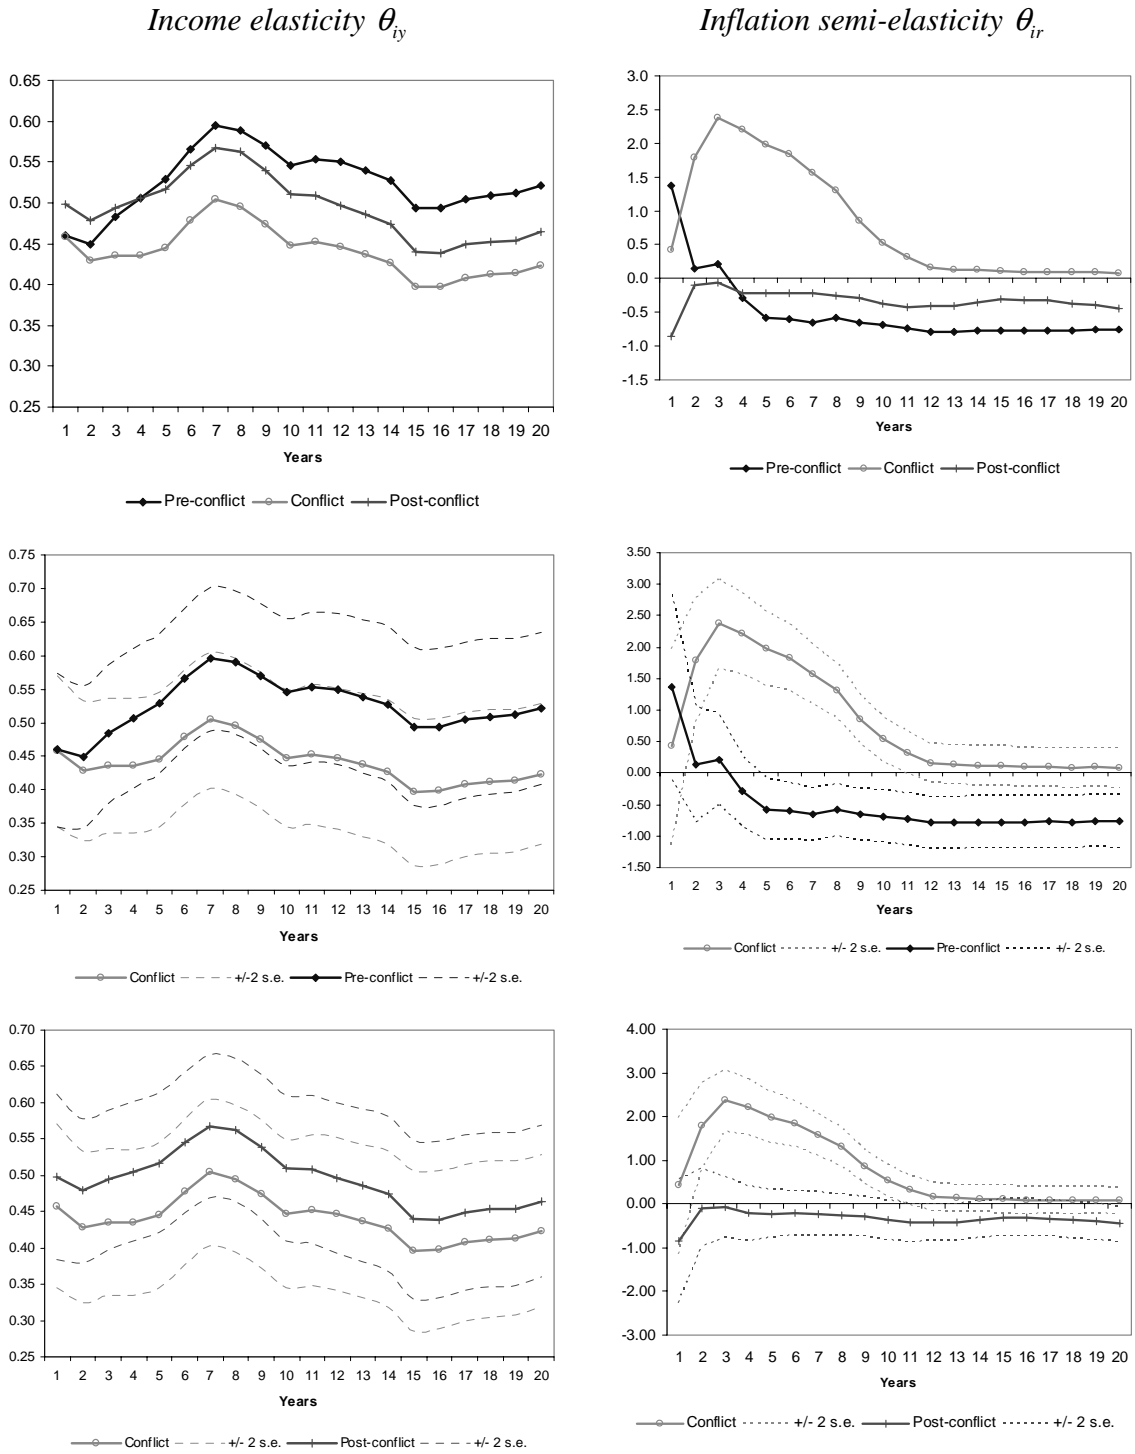 Income elasticity θiy
Inflation semi-elasticity θir
0.65
0.60
0.55
0.50
0.45
0.40
0.35
0.30
0.25
1 2 3 4 5 6 7 8 9 10 11 12 13 14 15 16 17 18 19 20
Years
Pre-conflict Conflict Post-conflict
3.0
2.5
2.0
1.5
1.0
0.5
0.0
-0.5
-1.0
-1.5
1 2 3 4 5 6 7 8 9 10 11 12 13 14 15 16 17 18 19 20
Years
Pre-conflict Conflict Post-conflict
0.75
0.70
0.65
0.60
0.55
0.50
0.45
0.40
0.35
0.30
0.25
1 2 3 4 5 6 7 8 9 10 11 12 13 14 15 16 17 18 19 20
Years
Conflict +/-2 s.e. Pre-conflict +/-2 s.e.
3.50
3.00
2.50
2.00
1.50
1.00
0.50
0.00
-0.50
-1.00
-1.50
1 2 3 4 5 6 7 8 9 10 11 12 13 14 15 16 17 18 19 20
Years
Conflict +/- 2 s.e. Pre-conflict +/- 2 s.e.
0.70
0.65
0.60
0.55
0.50
0.45
0.40
0.35
0.30
0.25
1 2 3 4 5 6 7 8 9 10 11 12 13 14 15 16 17 18 19 20
Years
Conflict +/- 2 s.e. Post-conflict +/- 2 s.e.
4.00
3.00
2.00
1.00
0.00
-1.00
-2.00
-3.00
1 2 3 4 5 6 7 8 9 10 11 12 13 14 15 16 17 18 19 20
Years
Conflict +/- 2 s.e. Post-conflict +/- 2 s.e.